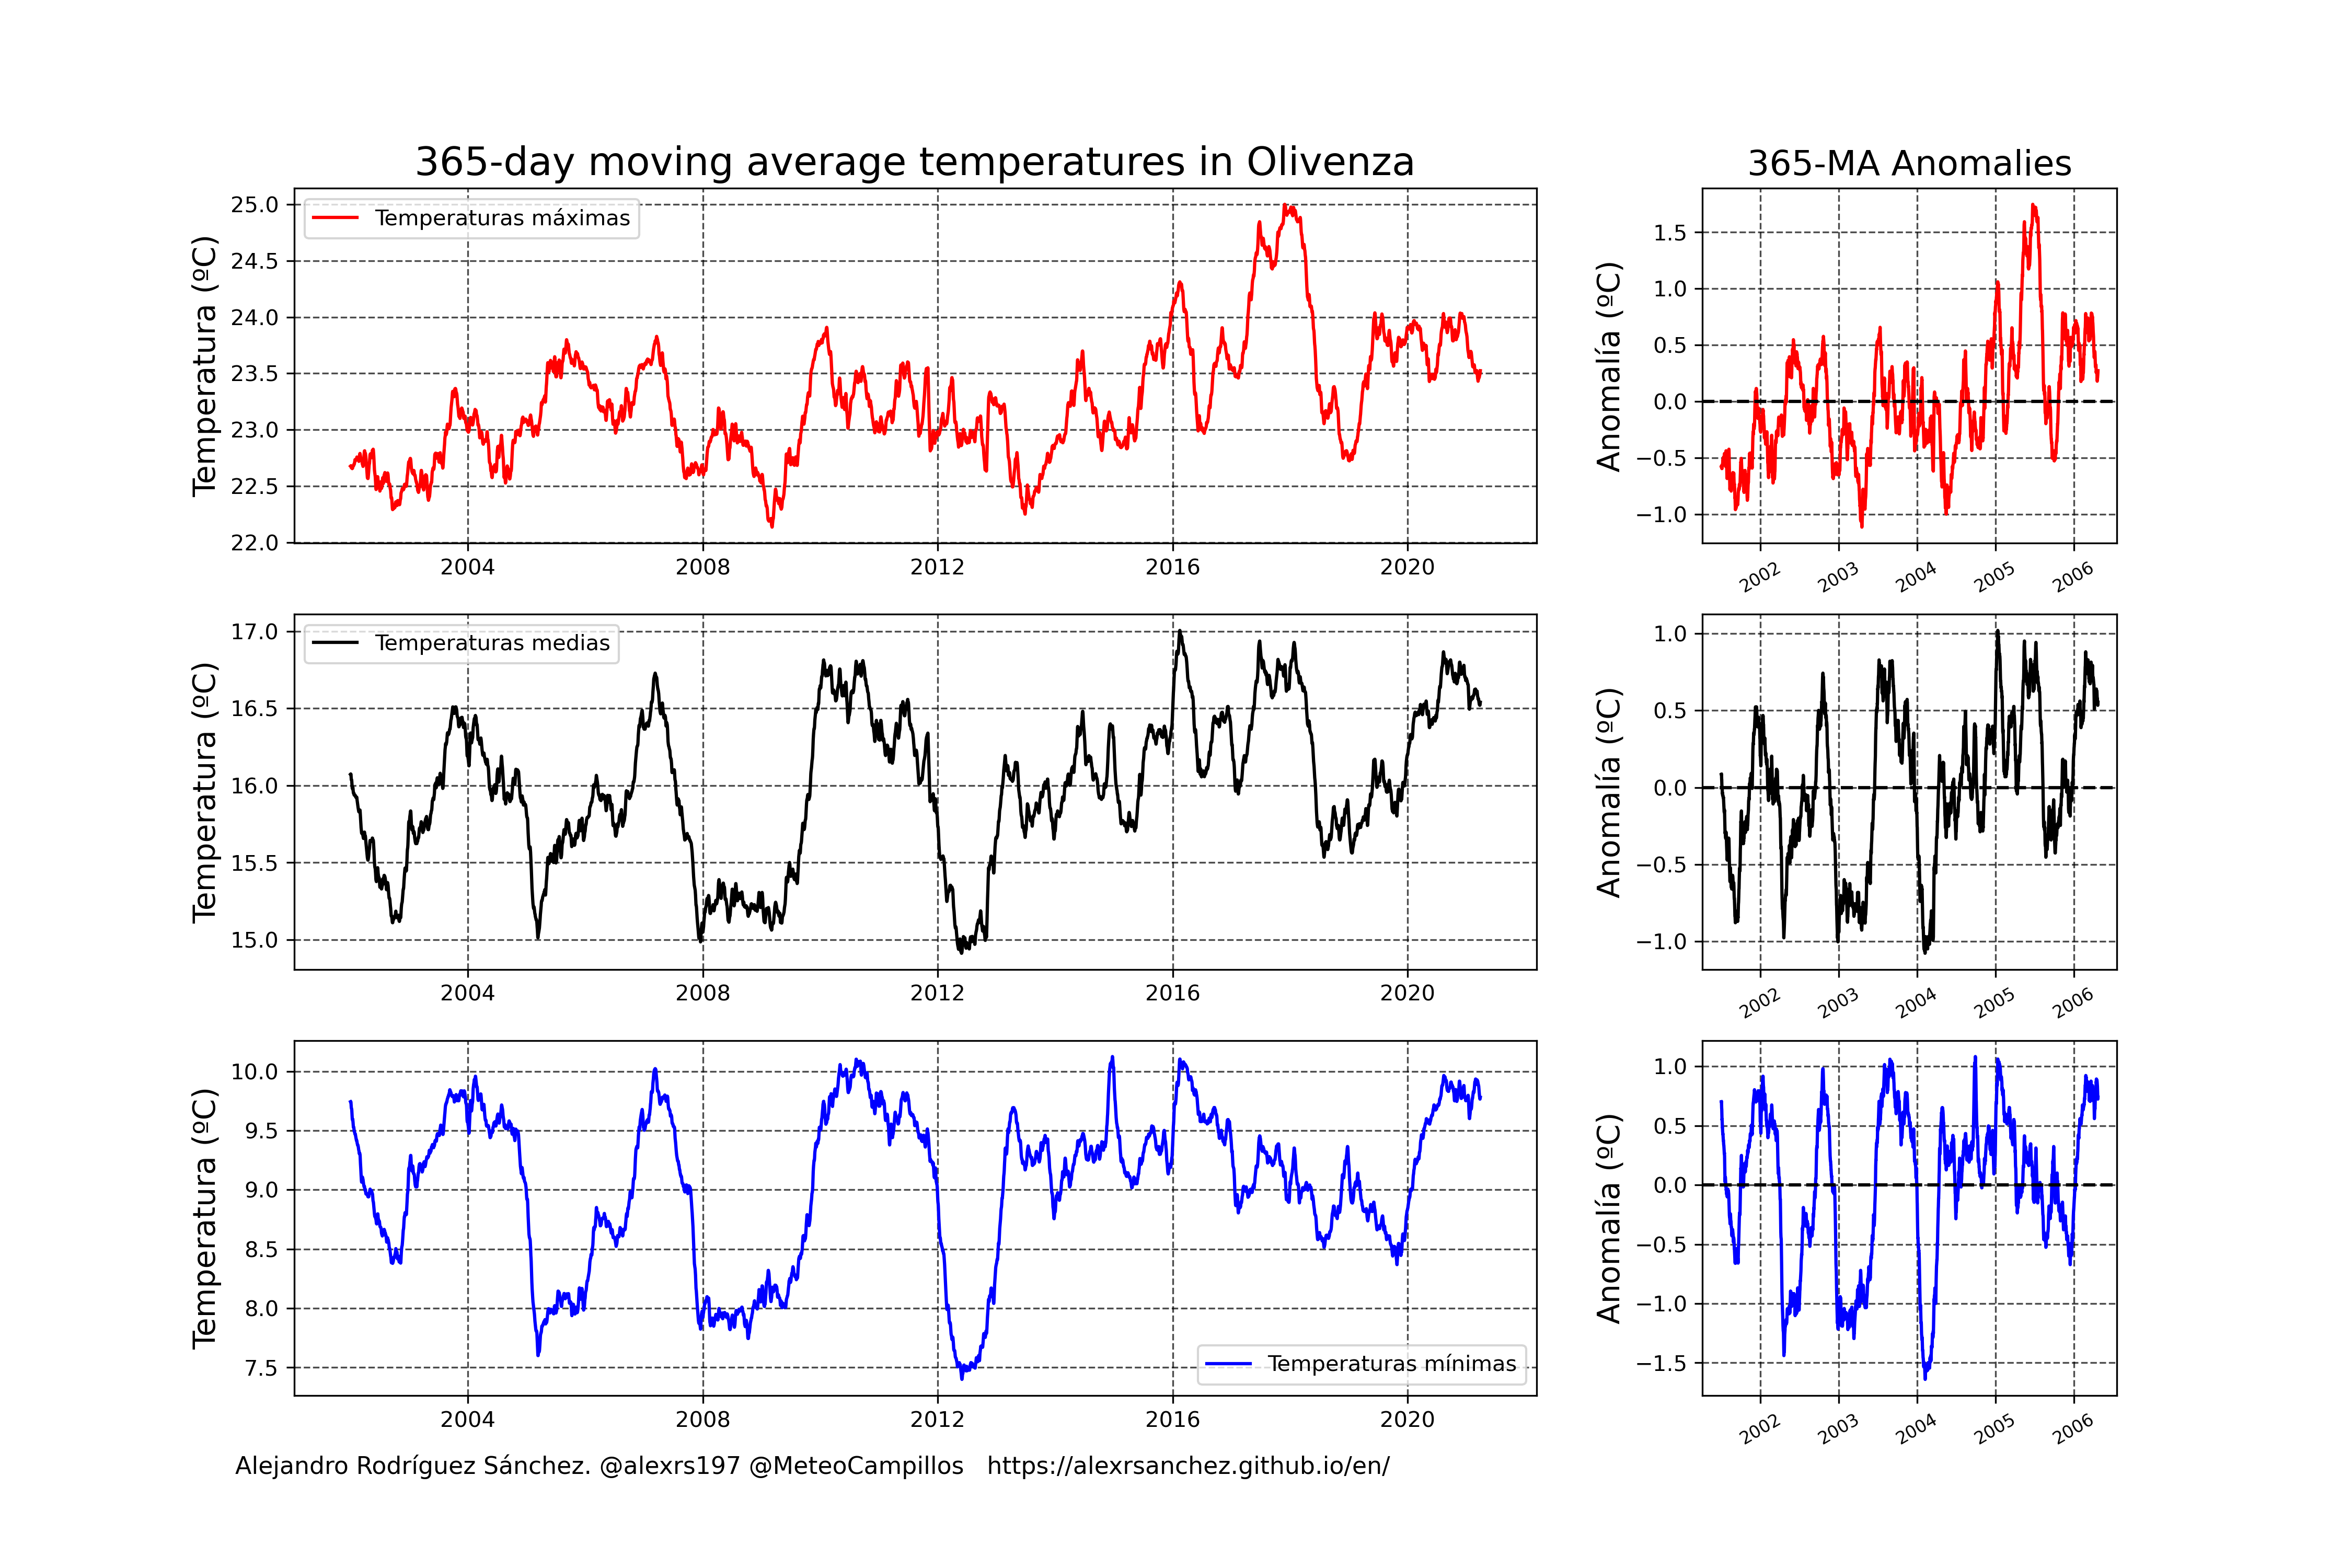 365-day moving average temperatures in Olivenza
365-MA Anomalies
Temperatura (ºC)
25.0
24.5
24.0
23.5
23.0
22.5
22.0
Temperaturas máximas
2004 2008 2012 2016 2020
Anomalía (ºC)
1.5
1.0
0.5
0.0
−0.5
−1.0
2002 2003 2004 2005 2006
Temperatura (ºC)
17.0
16.5
16.0
15.5
15.0
Temperaturas medias
2004 2008 2012 2016 2020
Anomalía (ºC)
1.0
0.5
0.0
−0.5
−1.0
2002 2003 2004 2005 2006
Temperatura (ºC)
10.0
9.5
9.0
8.5
8.0
7.5
Temperaturas mínimas
2004 2008 2012 2016 2020
Anomalía (ºC)
1.0
0.5
0.0
−0.5
−1.0
−1.5
2002 2003 2004 2005 2006
Alejandro Rodríguez Sánchez. @alexrs197 @MeteoCampillos https://alexrsanchez.github.io/en/